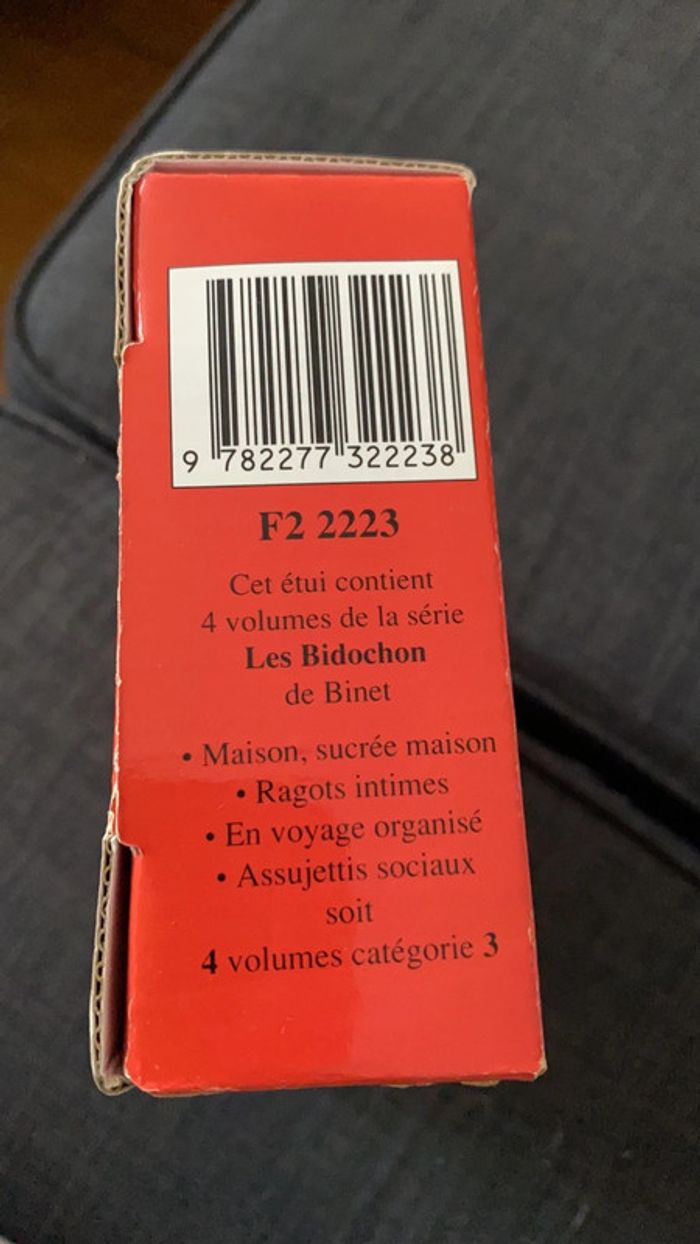 9 782277 322238
F2 2223
Cet étui contient
4 volumes de la série
Les Bidochon
de Binet
• Maison, sucrée maison
• Ragots intimes
• En voyage organisé
• Assujettis sociaux
soit
4 volumes catégorie 3